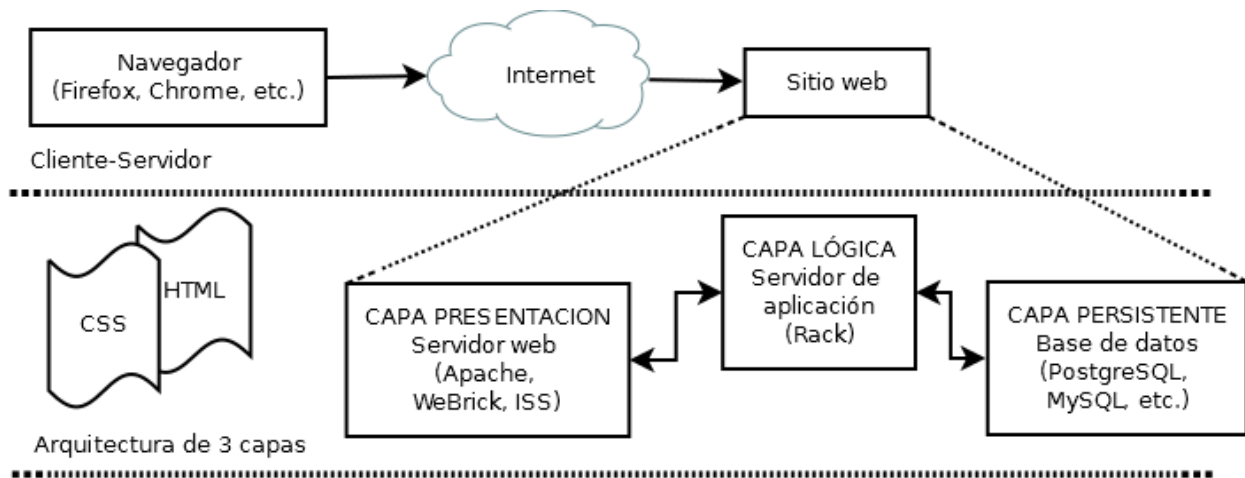 Navegador
(Firefox, Chrome, etc.)
Internet
Sitio web
Cliente-Servidor
HTML
CSS
CAPA PRESENTACION
Servidor web
(Apache,
WeBrick, ISS)
CAPA LÓGICA
Servidor de
aplicación
(Rack)
CAPA PERSISTENTE
Base de datos
(PostgreSQL,
MySQL, etc.)
Arquitectura de 3 capas